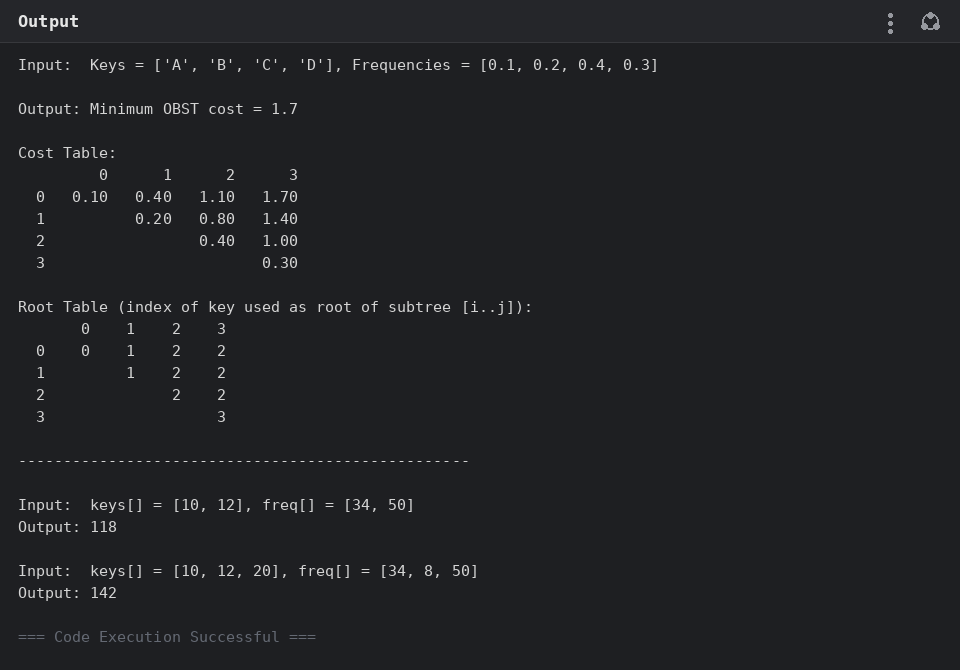 Output
Input:  Keys = ['A', 'B', 'C', 'D'], Frequencies = [0.1, 0.2, 0.4, 0.3]
Output: Minimum OBST cost = 1.7
Cost Table:
         0      1      2      3
  0   0.10   0.40   1.10   1.70
  1          0.20   0.80   1.40
  2                 0.40   1.00
  3                        0.30
Root Table (index of key used as root of subtree [i..j]):
       0    1    2    3
  0    0    1    2    2
  1         1    2    2
  2              2    2
  3                   3
--------------------------------------------------
Input:  keys[] = [10, 12], freq[] = [34, 50]
Output: 118
Input:  keys[] = [10, 12, 20], freq[] = [34, 8, 50]
Output: 142
=== Code Execution Successful ===